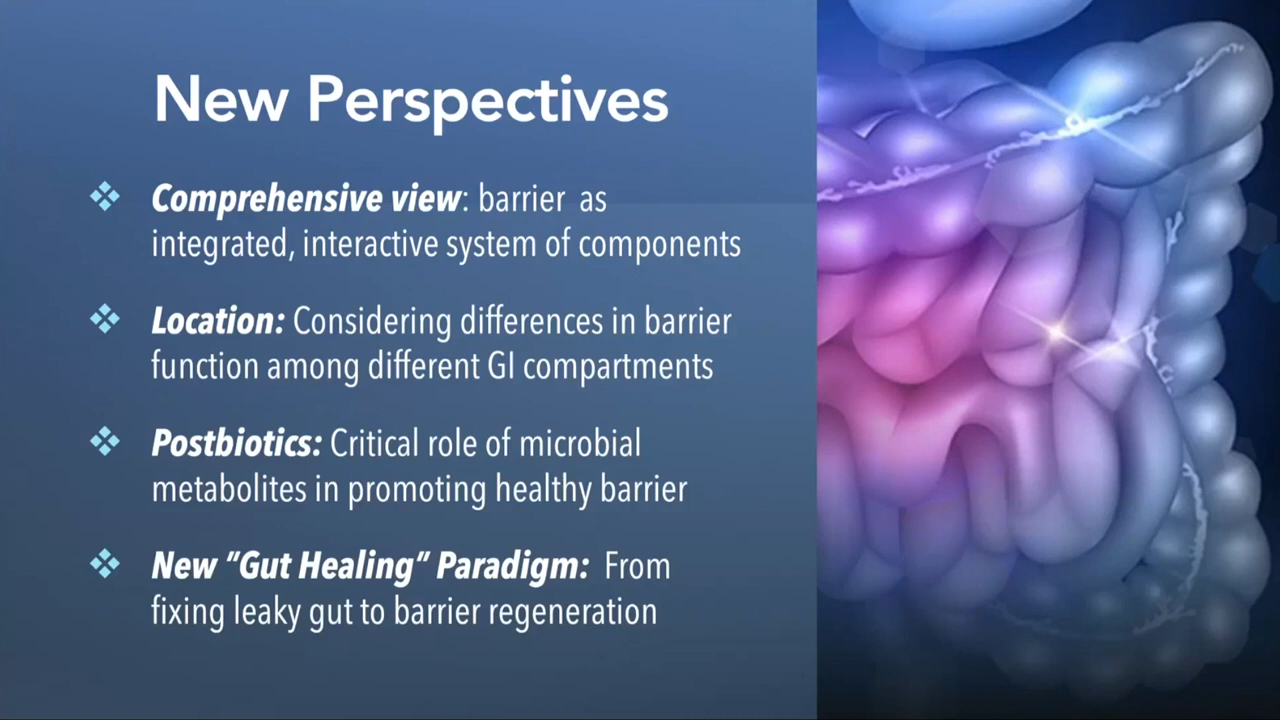 New Perspectives
Comprehensive view: barrier as
integrated, interactive system of components
Location: Considering differences in barrier
function among different GI compartments
Postbiotics: Critical role of microbial
metabolites in promoting healthy barrier
New "Gut Healing" Paradigm: From
fixing leaky gut to barrier regeneration